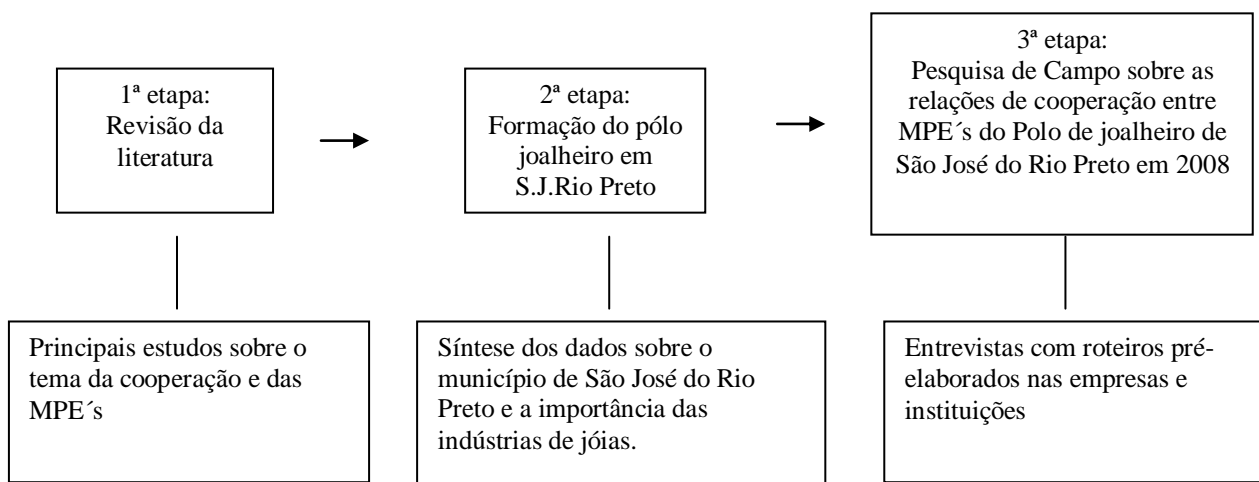 1ª etapa:
Revisão da
literatura
2ª etapa:
Formação do pólo
joalheiro em
S.J.Rio Preto
3ª etapa:
Pesquisa de Campo sobre as
relações de cooperação entre
MPE´s do Polo de joalheiro de
São José do Rio Preto em 2008
Principais estudos sobre o
tema da cooperação e das
MPE´s
Síntese dos dados sobre o
município de São José do Rio
Preto e a importância das
indústrias de jóias.
Entrevistas com roteiros pré-
elaborados nas empresas e
instituições